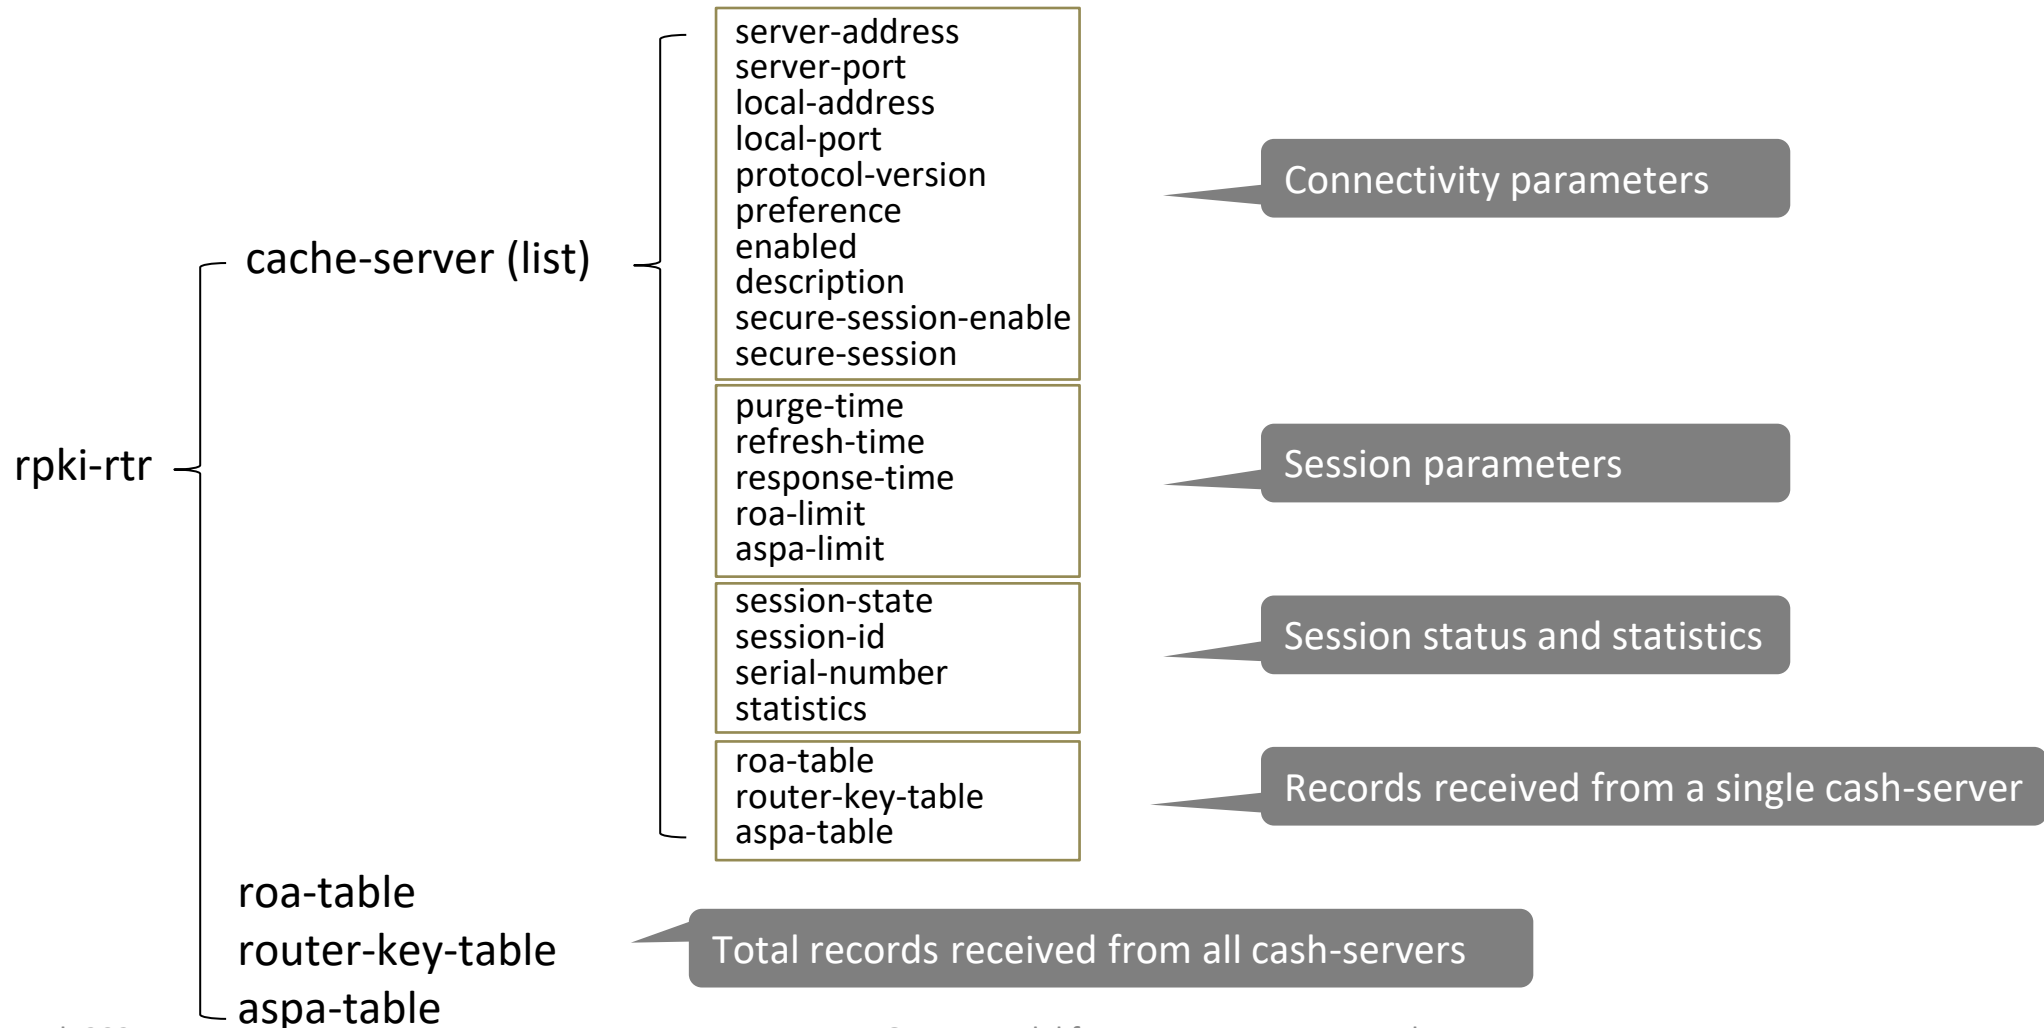 server-address
server-port
local-address
local-port
protocol-version
preference
enabled
description
secure-session-enable
secure-session
Connectivity parameters
cache-server (list)
purge-time
refresh-time
response-time
roa-limit
aspa-limit
Session parameters
rpki-rtr
session-state
session-id
serial-number
statistics
Session status and statistics
roa-table
router-key-table
aspa-table
Records received from a single cash-server
roa-table
router-key-table
aspa-table
Total records received from all cash-servers